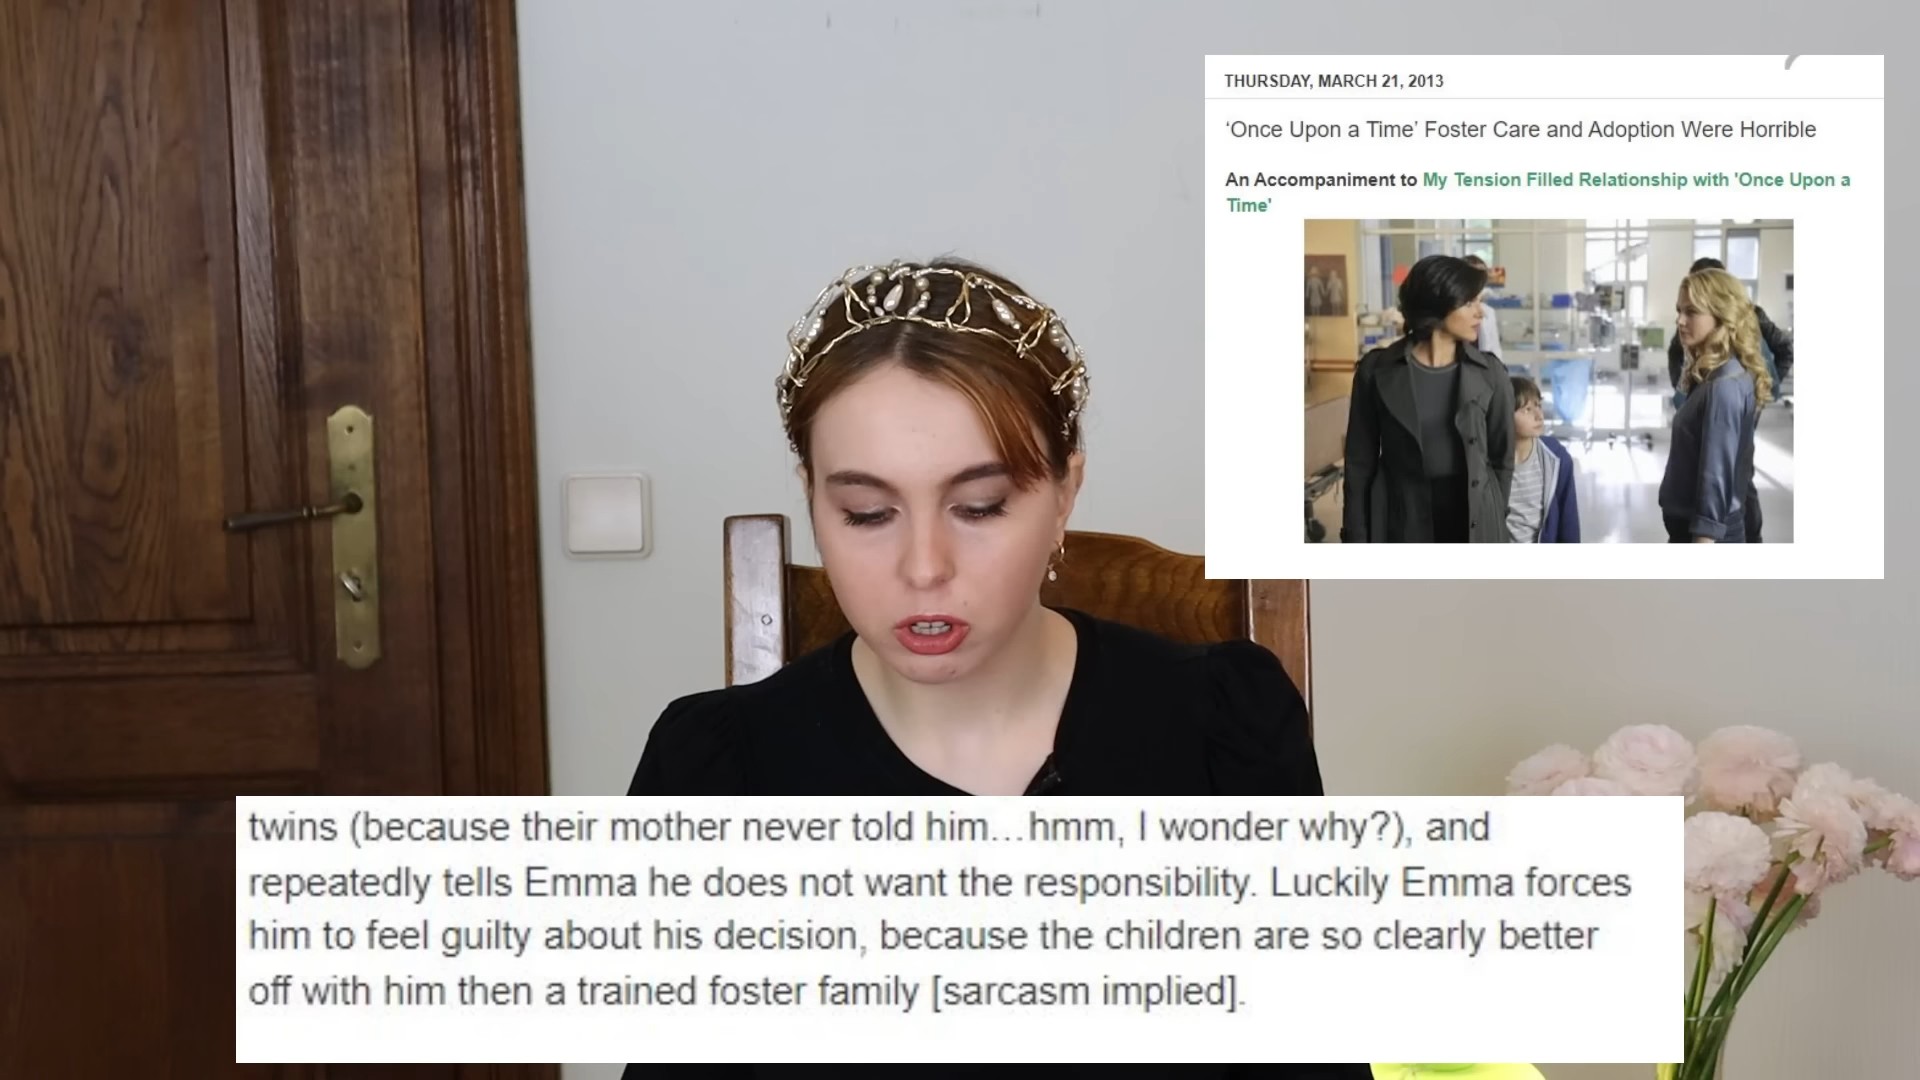 THURSDAY, MARCH 21, 2013
‘Once Upon a Time’ Foster Care and Adoption Were Horrible
An Accompaniment to My Tension Filled Relationship with 'Once Upon a
Time'
twins (because their mother never told him...hmm, I wonder why?), and
repeatedly tells Emma he does not want the responsibility. Luckily Emma forces
him to feel guilty about his decision, because the children are so clearly better
off with him then a trained foster family [sarcasm implied].